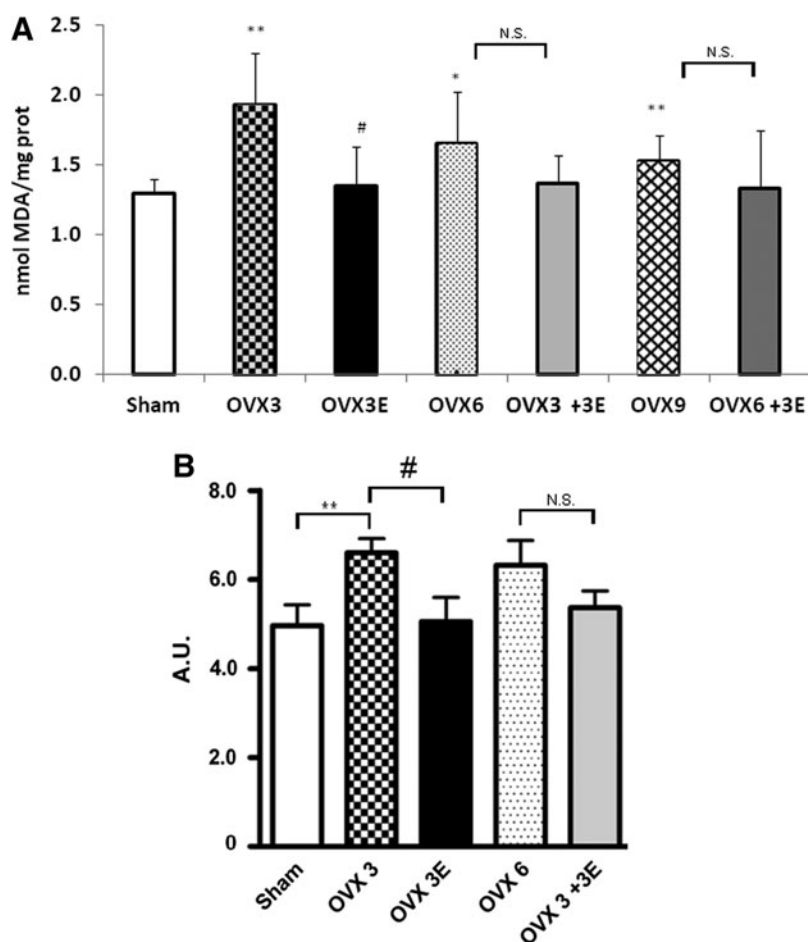 A
nmol MDA/mg prot
2.5
2.0
1.5
1.0
0.5
0.0
**
#
*
N.S.
**
N.S.
Sham OVX3 OVX3E OVX6 OVX3 +3E OVX9 OVX6 +3E
B
A.U.
8.0
6.0
4.0
2.0
0
**
#
N.S.
Sham
OVX 3
OVX 3E
OVX 6
OVX 3 +3E